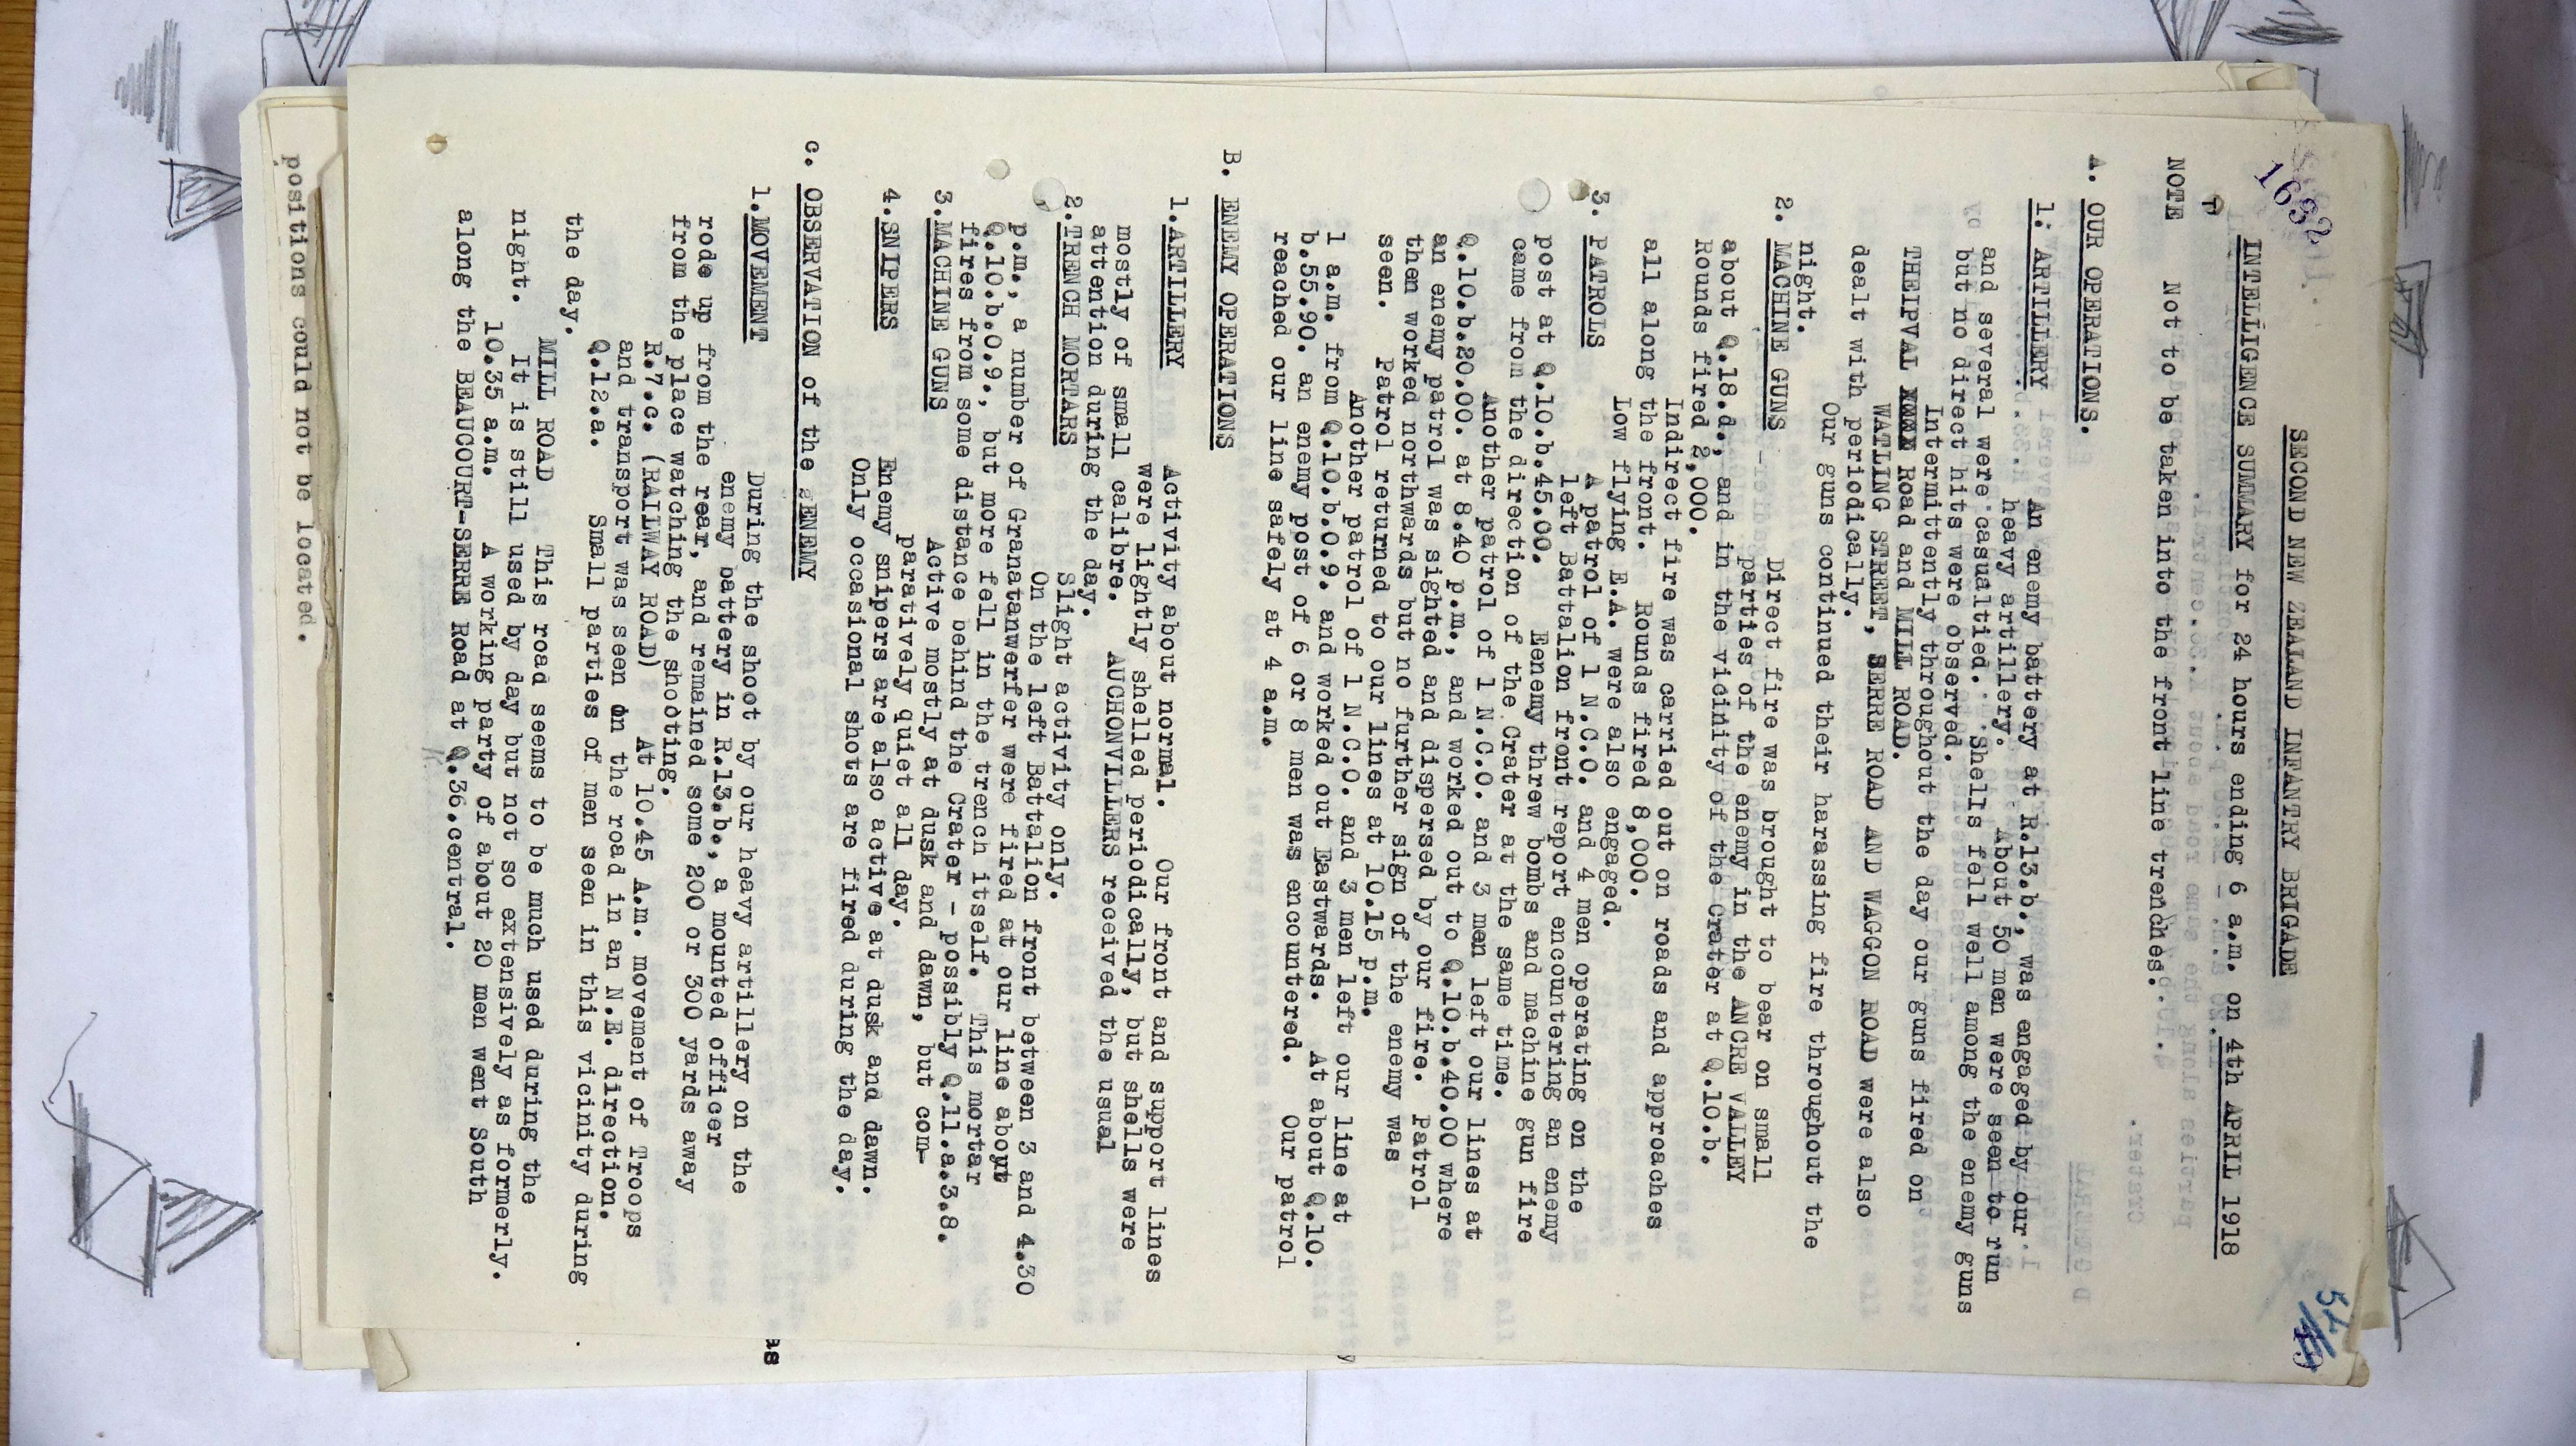 1632
52
SECOND NEW ZEALAND INFANTRY BRIGADE
INTELLIGENCE SUMMARY for 24 hours ending 6 a.m. on 4th APRIL 1918
NOTE Not to be taken into the front line trenches.
A. OUR OPERATIONS.
1. ARTILLERY An enemy battery at R.13.b., was engaged by our
heavy artillery. About 50 men were seen to run
and several were casualtied. Shells fell well among the enemy guns
but no direct hits were observed.
Intermittently throughout the day our guns fired on
THEIPVAL Road and MILL ROAD.
WATLING STREET, SERRE ROAD AND WAGGON ROAD were also
dealt with periodically.
Our guns continued their harassing fire throughout the
night.
2. MACHINE GUNS Direct fire was brought to bear on small
parties of the enemy in the ANCRE VALLEY
about Q.18.d., and in the vicinity of the Crater at Q.10.b.
Rounds fired 2,000.
Indirect fire was carried out on roads and approaches
all along the front. Rounds fired 8,000.
Low flying E.A. were also engaged.
3. PATROLS A patrol of 1 N.C.O. and 4 men operating on the
left Battalion front report encountering an enemy
post at Q.10.b.45.00. Eenemy threw bombs and machine gun fire
came from the direction of the Crater at the same time.
Another patrol of 1 N.C.O. and 3 men left our lines at
Q.10.b.20.00. at 8.40 p.m., and worked out to Q.10.b.40.00 where
an enemy patrol was sighted and dispersed by our fire. Patrol
then worked northwards but no further sign of the enemy was
seen. Patrol returned to our lines at 10.15 p.m.
Another patrol of 1 N.C.O. and 3 men left our line at
1 a.m. from Q.10.b.0.9. and worked out Eastwards. At about Q.10.
b.55.90. an enemy post of 6 or 8 men was encountered. Our patrol
reached our line safely at 4 a.m.
B. ENEMY OPERATIONS
1. ARTILLERY Activity about normal. Our front and support lines
were lightly shelled periodically, but shells were
mostly of small calibre. AUCHONVILLERS received the usual
attention during the day.
2. TRENCH MORTARS Slight activity only.
On the left Battalion front between 3 and 4.30
p.m., a number of Granatanwerfer were fired at our line about
Q.10.b.0.9., but more fell in the trench itself. This mortar
fires from some distance behind the Crater - possibly Q.11.a.3.8.
3. MACHINE GUNS Active mostly at dusk and dawn, but com-
paratively quiet all day.
4. SNIPERS Enemy snipers are also active at dusk and dawn.
Only occasional shots are fired during the day.
C. OBSERVATION of the ENEMY
1. MOVEMENT During the shoot by our heavy artillery on the
enemy battery in R.13.b., a mounted officer
rode up from the rear, and remained some 200 or 300 yards away
from the place watching the shooting.
R.7.c. (RAILWAY ROAD) At 10.45 A.m. movement of Troops
and transport was seen on the road in an N.E. direction.
Q.12.a. Small parties of men seen in this vicinity during
the day.
MILL ROAD This road seems to be much used during the
night. It is still used by day but not so extensively as formerly.
10.35 a.m. A working party of about 20 men went South
along the BEAUCOURT-SERRE Road at Q.36.central.
positions could not be located.
as
y